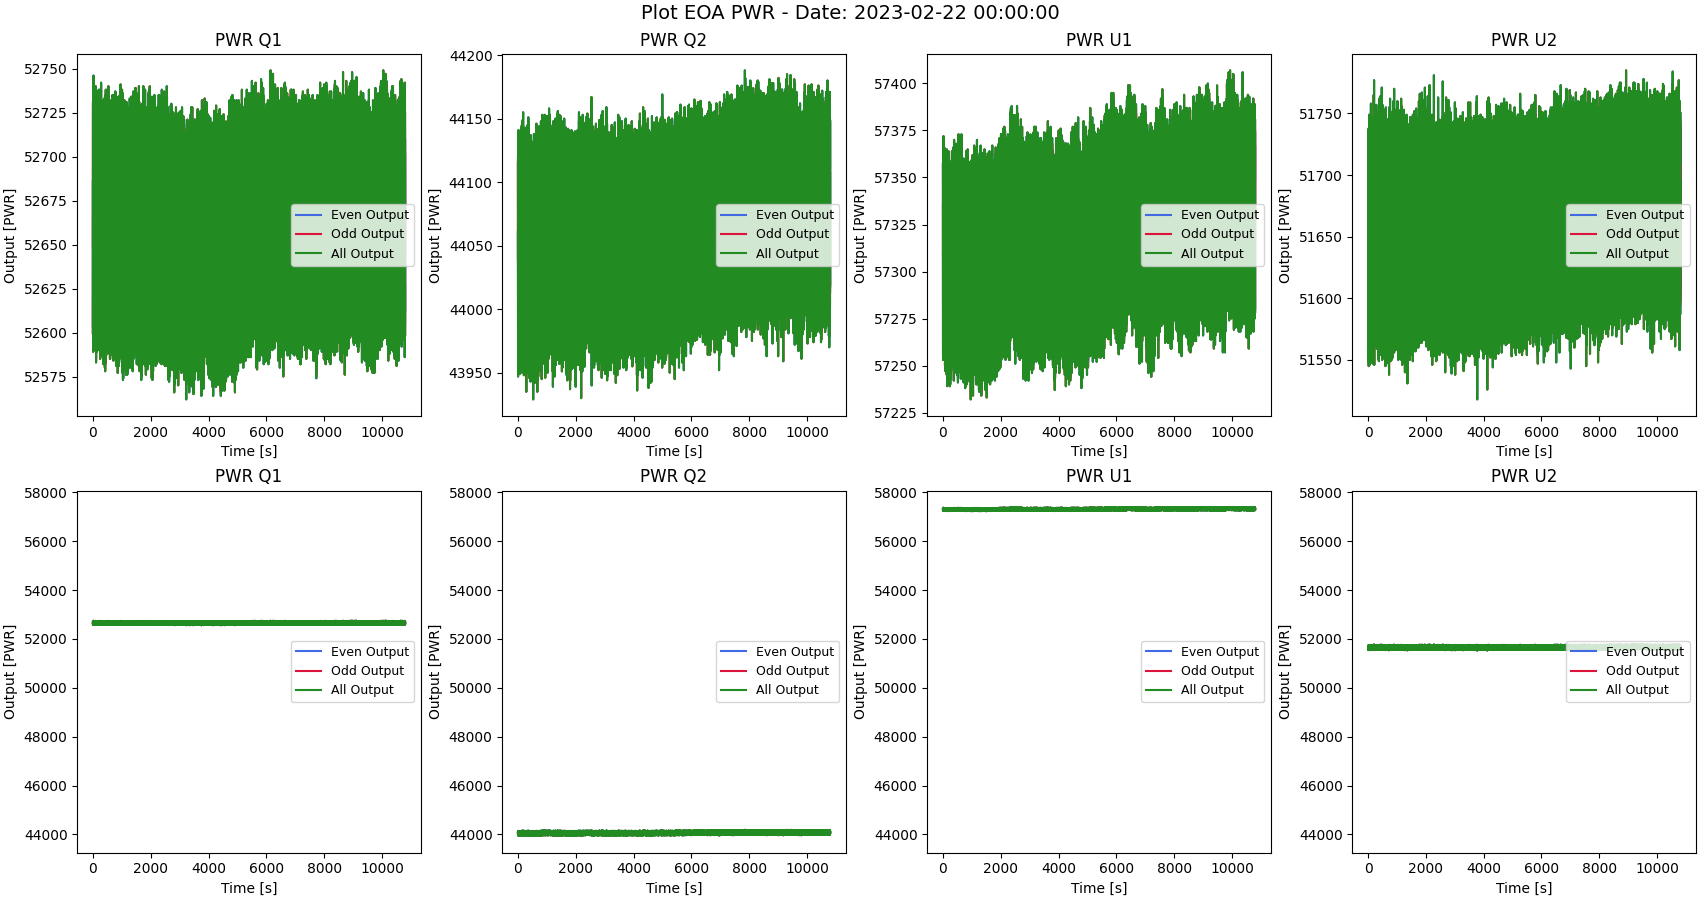 Plot EOA PWR - Date: 2023-02-22 00:00:00
PWR Q1
Output [PWR]
52750
52725
52700
52675
52650
52625
52600
52575
Even Output
Odd Output
All Output
0 2000 4000 6000 8000 10000
Time [s]
PWR Q2
Output [PWR]
44200
44150
44100
44050
44000
43950
Even Output
Odd Output
All Output
0 2000 4000 6000 8000 10000
Time [s]
PWR U1
Output [PWR]
57400
57375
57350
57325
57300
57275
57250
57225
Even Output
Odd Output
All Output
0 2000 4000 6000 8000 10000
Time [s]
PWR U2
Output [PWR]
51750
51700
51650
51600
51550
Even Output
Odd Output
All Output
0 2000 4000 6000 8000 10000
Time [s]
PWR Q1
Output [PWR]
58000
56000
54000
52000
50000
48000
46000
44000
Even Output
Odd Output
All Output
0 2000 4000 6000 8000 10000
Time [s]
PWR Q2
Output [PWR]
58000
56000
54000
52000
50000
48000
46000
44000
Even Output
Odd Output
All Output
0 2000 4000 6000 8000 10000
Time [s]
PWR U1
Output [PWR]
58000
56000
54000
52000
50000
48000
46000
44000
Even Output
Odd Output
All Output
0 2000 4000 6000 8000 10000
Time [s]
PWR U2
Output [PWR]
58000
56000
54000
52000
50000
48000
46000
44000
Even Output
Odd Output
All Output
0 2000 4000 6000 8000 10000
Time [s]